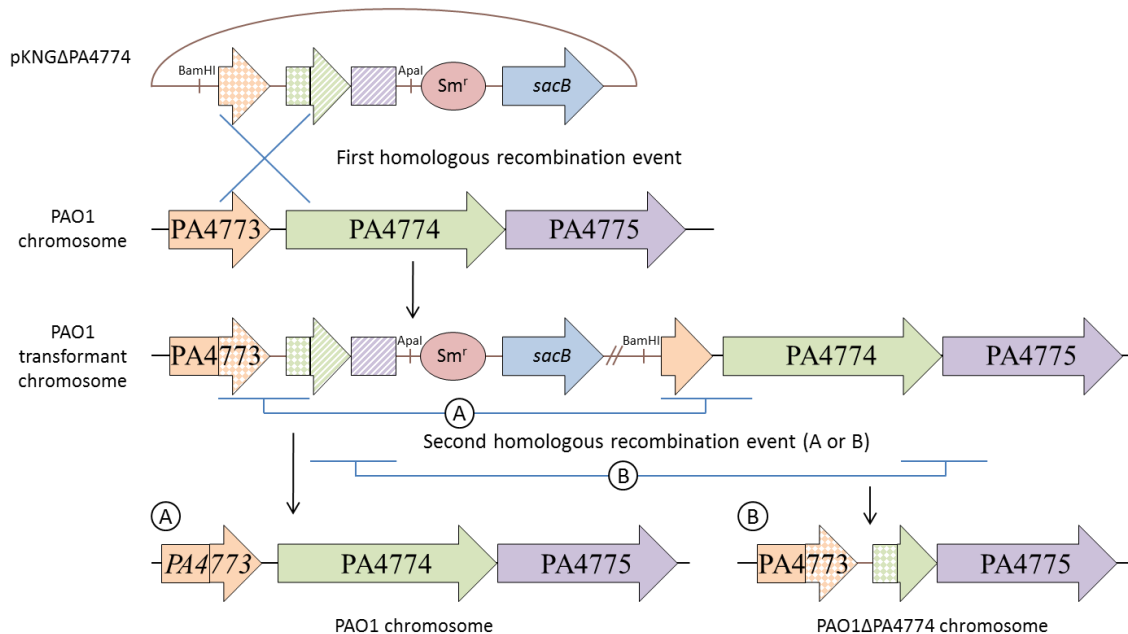 pKNGΔPA4774
BamHI
ApaI
Smr
sacB
First homologous recombination event
PAO1
chromosome
PA4773
PA4774
PA4775
PAO1
transformant
chromosome
PA4773
ApaI
Smr
sacB
BamHI
PA4774
PA4775
A
Second homologous recombination event (A or B)
B
A
B
PA4773
PA4774
PA4775
PA4773
PA4775
PAO1 chromosome
PAO1ΔPA4774 chromosome